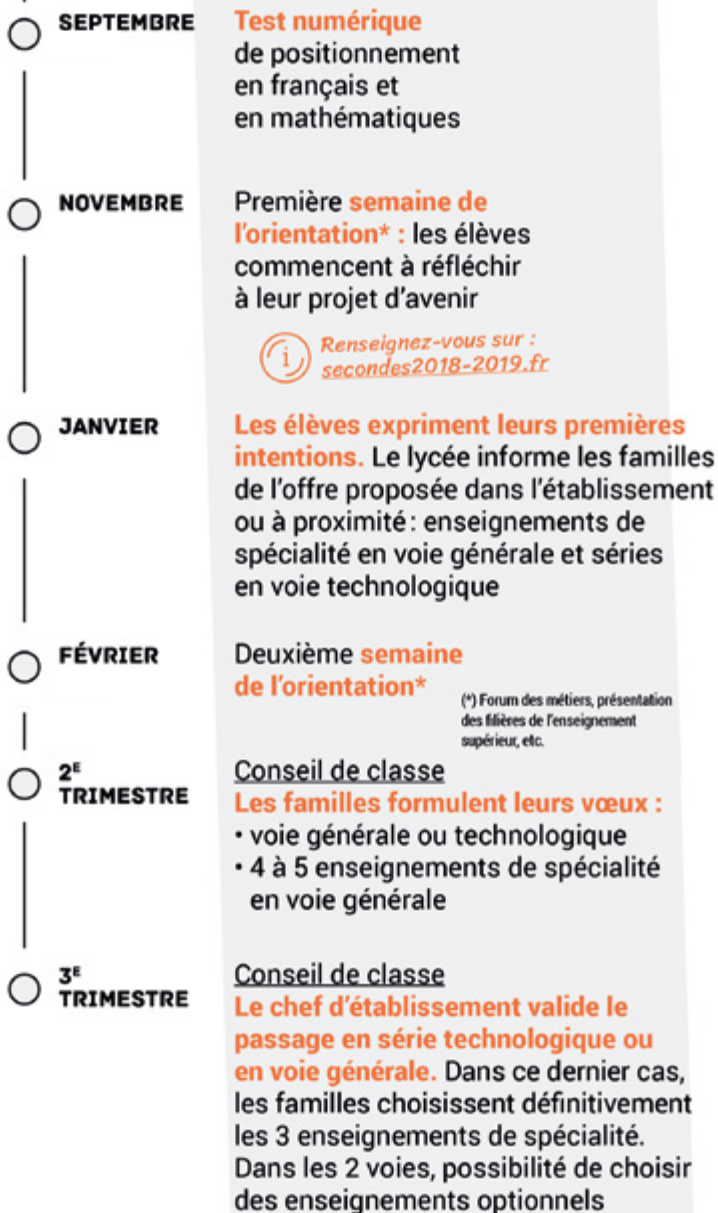 SEPTEMBRE
Test numérique
de positionnement
en français et
en mathématiques
NOVEMBRE
Première semaine de
l'orientation* : les élèves
commencent à réfléchir
à leur projet d'avenir
i
Renseignez-vous sur :
secondes2018-2019.fr
JANVIER
Les élèves expriment leurs premières
intentions. Le lycée informe les familles
de l'offre proposée dans l'établissement
ou à proximité : enseignements de
spécialité en voie générale et séries
en voie technologique
FÉVRIER
Deuxième semaine
de l'orientation*
(*) Forum des métiers, présentation
des filières de l'enseignement
supérieur, etc.
2E
TRIMESTRE
Conseil de classe
Les familles formulent leurs vœux :
• voie générale ou technologique
• 4 à 5 enseignements de spécialité
en voie générale
3E
TRIMESTRE
Conseil de classe
Le chef d'établissement valide le
passage en série technologique ou
en voie générale. Dans ce dernier cas,
les familles choisissent définitivement
les 3 enseignements de spécialité.
Dans les 2 voies, possibilité de choisir
des enseignements optionnels